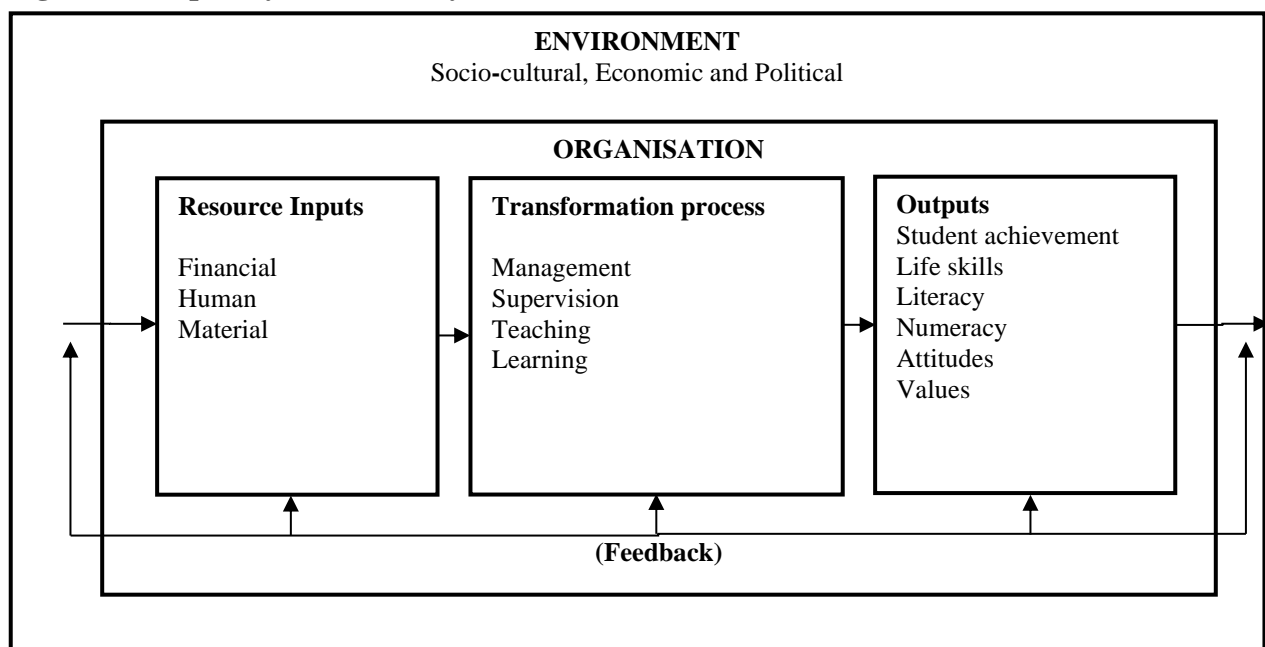 ENVIRONMENT
Socio-cultural, Economic and Political
ORGANISATION
Resource Inputs
Financial
Human
Material
Transformation process
Management
Supervision
Teaching
Learning
Outputs
Student achievement
Life skills
Literacy
Numeracy
Attitudes
Values
(Feedback)